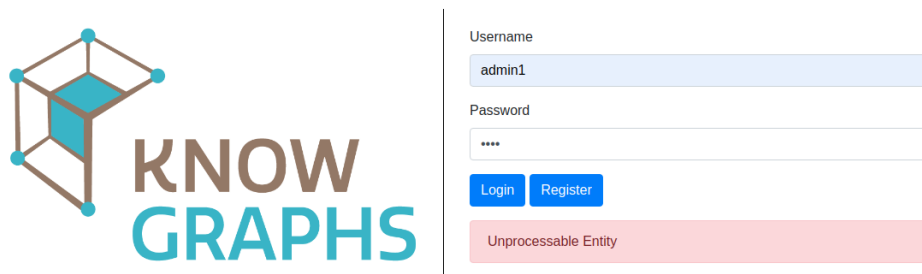 KNOW
GRAPHS
Username
admin1
Password
••••
Login Register
Unprocessable Entity